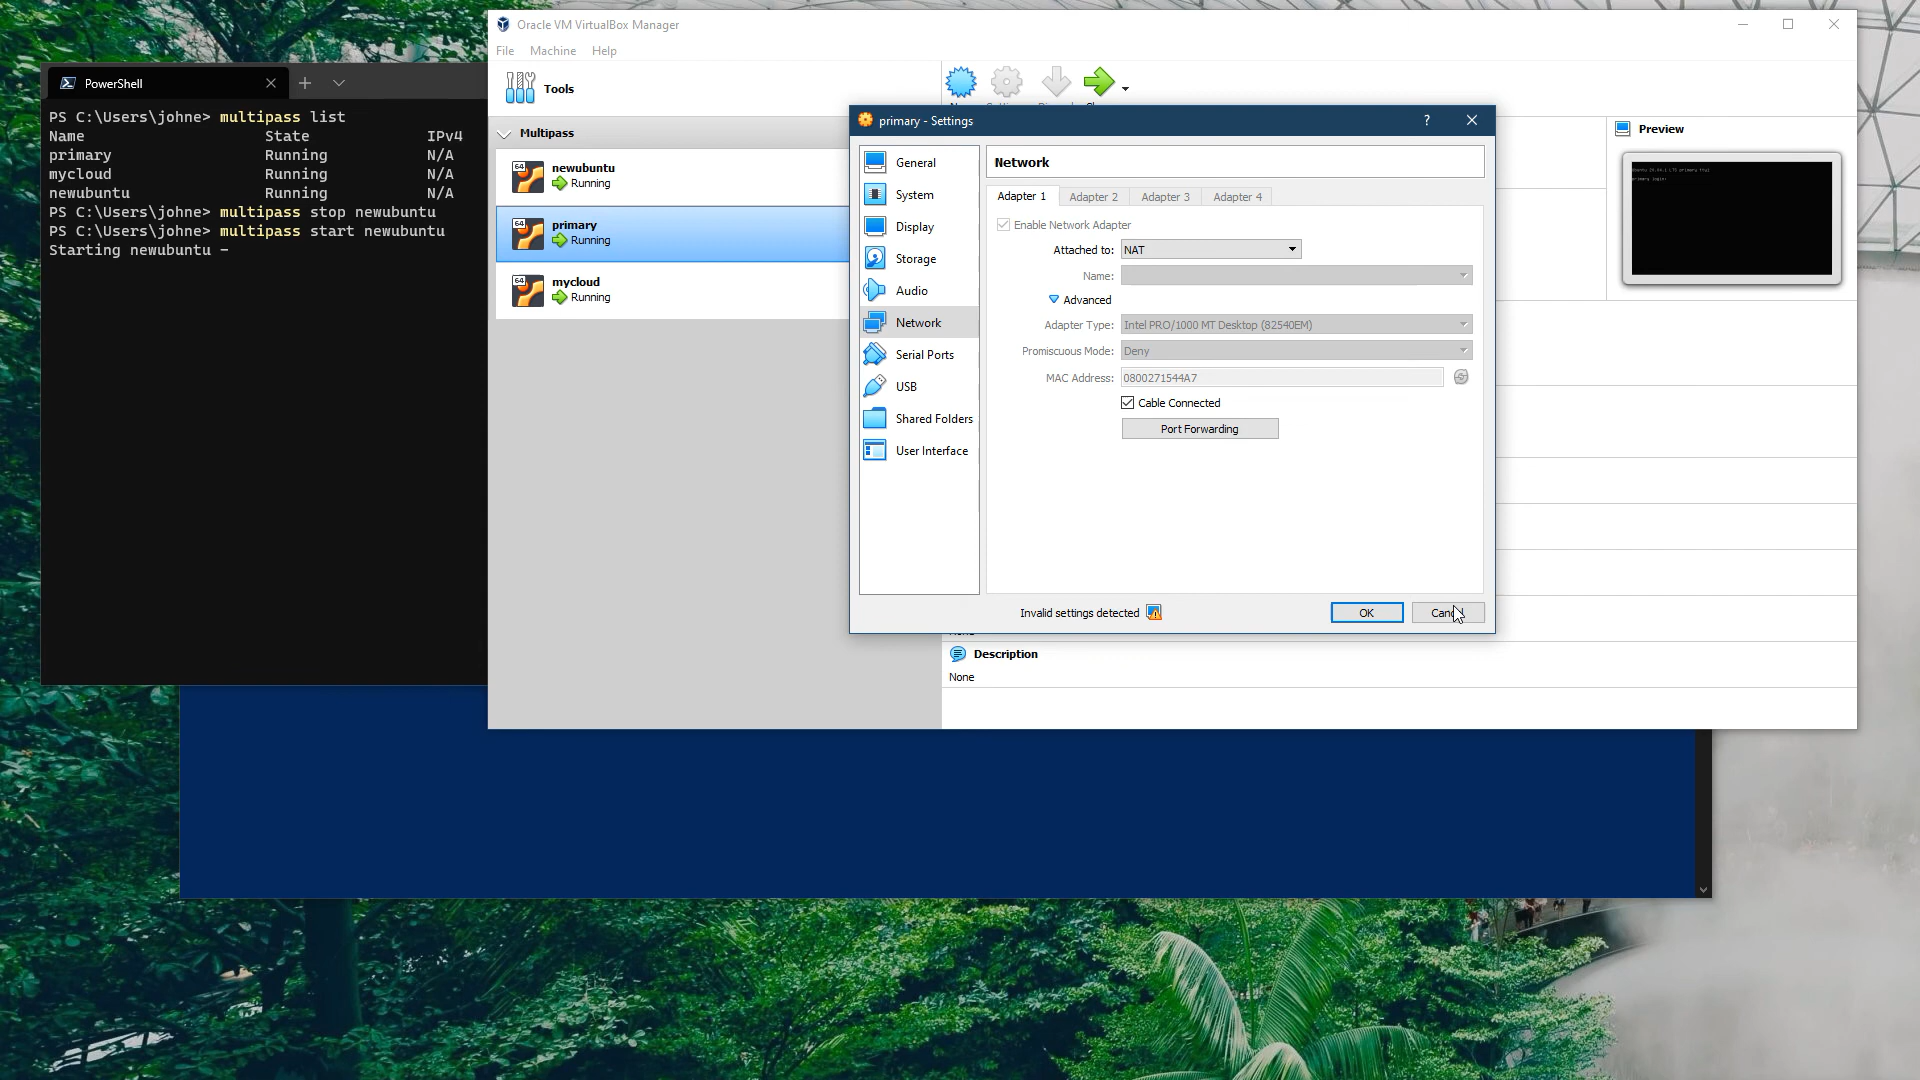 Oracle VM VirtualBox Manager
File Machine Help
Tools
PowerShell
PS C:\Users\johne> multipass list
Name State IPv4
primary Running N/A
mycloud Running N/A
newubuntu Running N/A
PS C:\Users\johne> multipass stop newubuntu
PS C:\Users\johne> multipass start newubuntu
Starting newubuntu -
Multipass
64
newubuntu
Running
64
primary
Running
64
mycloud
Running
primary - Settings
?
General
System
Display
Storage
Audio
Network
Serial Ports
USB
Shared Folders
User Interface
Network
Adapter 1 Adapter 2 Adapter 3 Adapter 4
Enable Network Adapter
Attached to: NAT
Name:
Advanced
Adapter Type: Intel PRO/1000 MT Desktop (82540EM)
Promiscuous Mode: Deny
MAC Address: 0800271544A7
Cable Connected
Port Forwarding
Invalid settings detected
OK
Preview
primary login:
Description
None